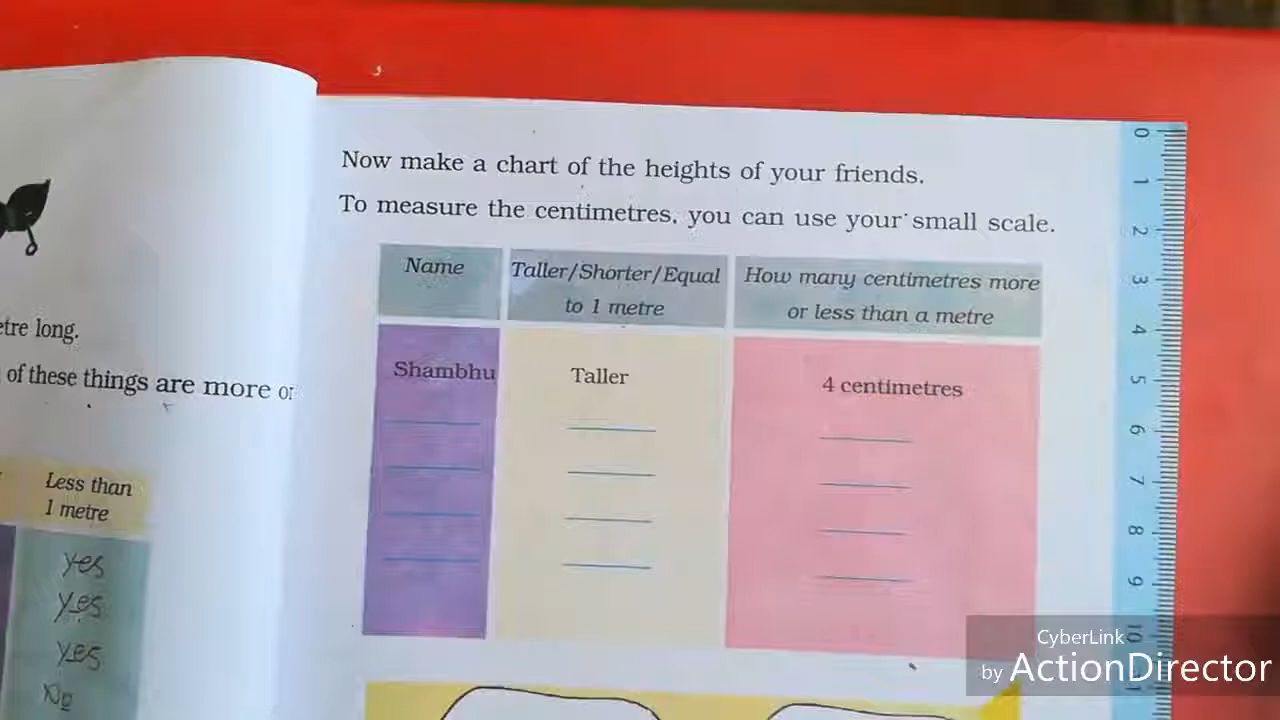 etre long.
of these things are more or
Less than
1 metre
yes
yes
yes
No
Now make a chart of the heights of your friends.
To measure the centimetres, you can use your small scale.
Name
Taller/Shorter/Equal
to 1 metre
How many centimetres more
or less than a metre
Shambhu
Taller
4 centimetres
0
1
2
3
4
5
6
7
8
9
10
CyberLink
by ActionDirector